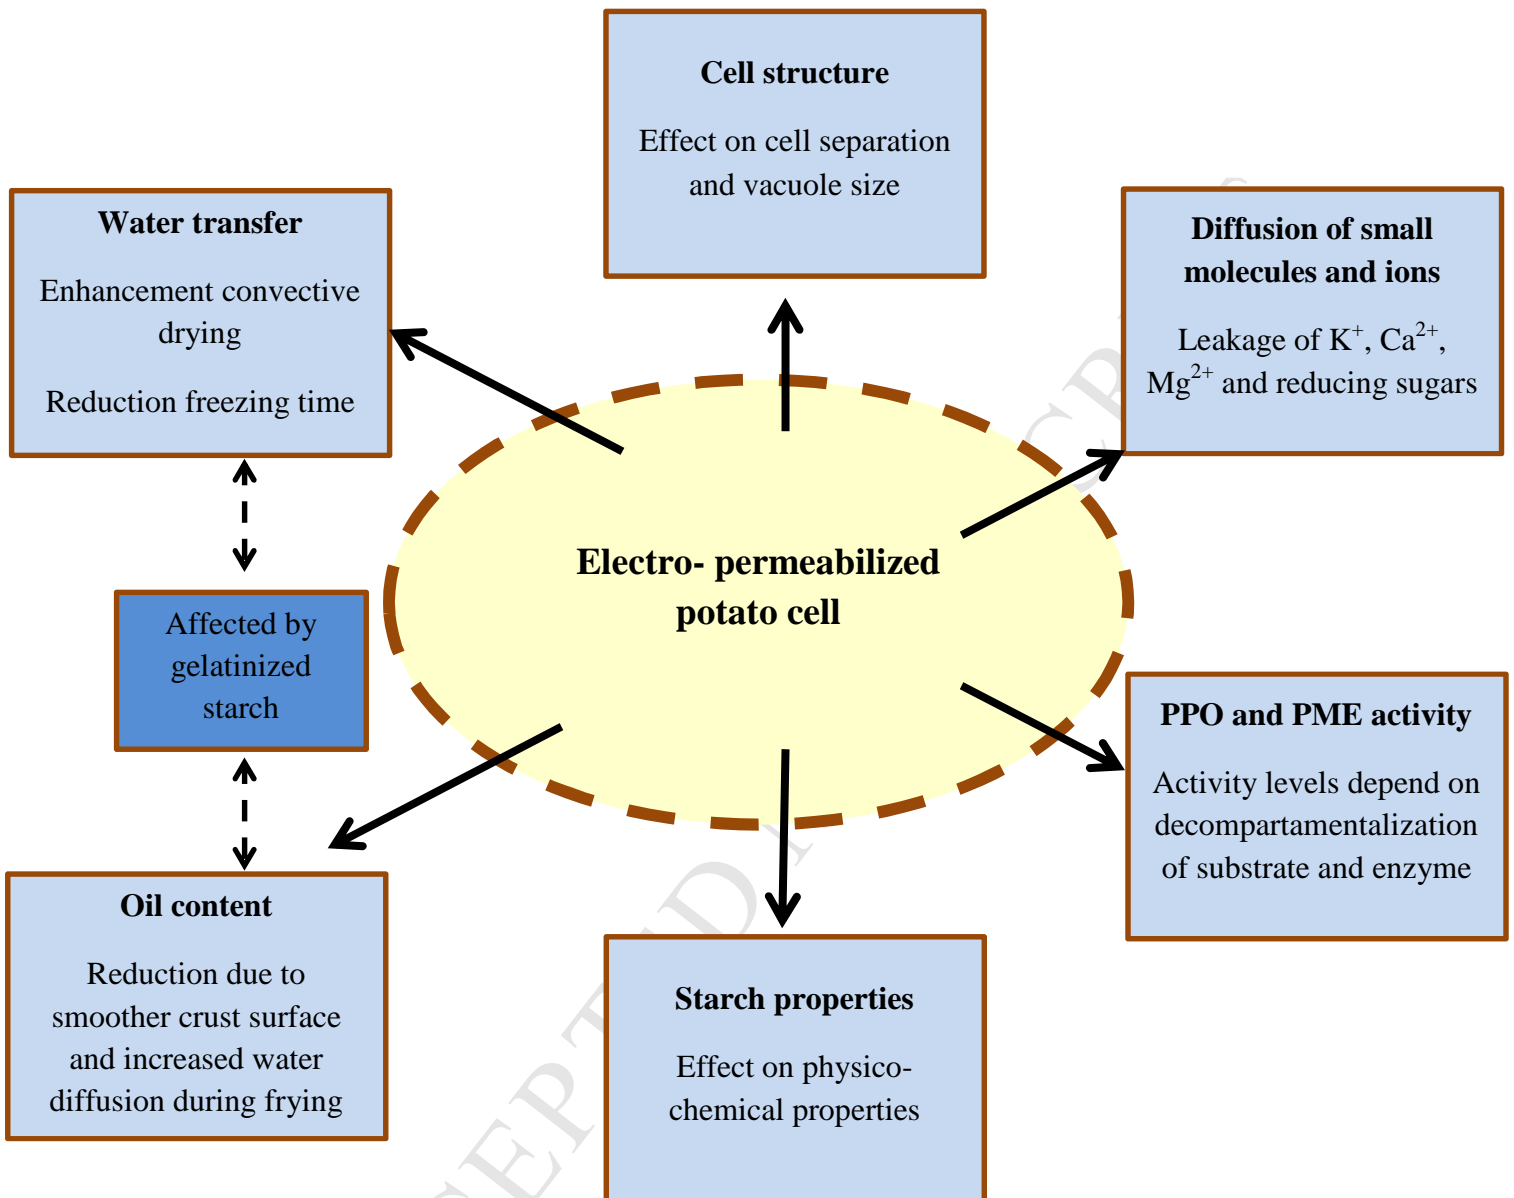 Cell structure
Effect on cell separation
and vacuole size
Water transfer
Enhancement convective
drying
Reduction freezing time
Diffusion of small
molecules and ions
Leakage of K⁺, Ca²⁺,
Mg²⁺ and reducing sugars
Electro- permeabilized
potato cell
Affected by
gelatinized
starch
PPO and PME activity
Activity levels depend on
decompartamentalization
of substrate and enzyme
Oil content
Reduction due to
smoother crust surface
and increased water
diffusion during frying
Starch properties
Effect on physico-
chemical properties